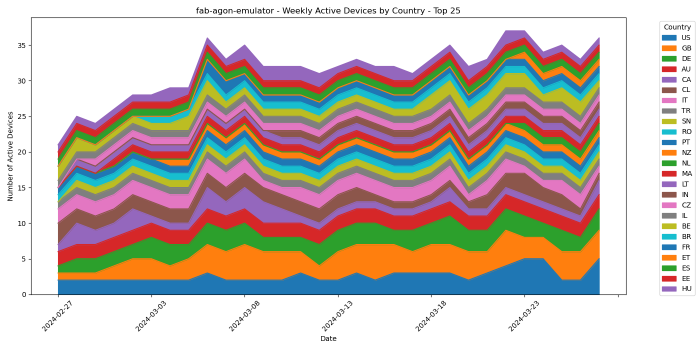 fab-agon-emulator - Weekly Active Devices by Country - Top 25
Number of Active Devices
35
30
25
20
15
10
5
0
2024-02-27
2024-03-03
2024-03-08
2024-03-13
2024-03-18
2024-03-23
Date
Country
US
GB
DE
AU
CA
CL
IT
TR
SN
RO
PT
NZ
NL
MA
LT
IN
CZ
IL
BE
BR
FR
ET
ES
EE
HU